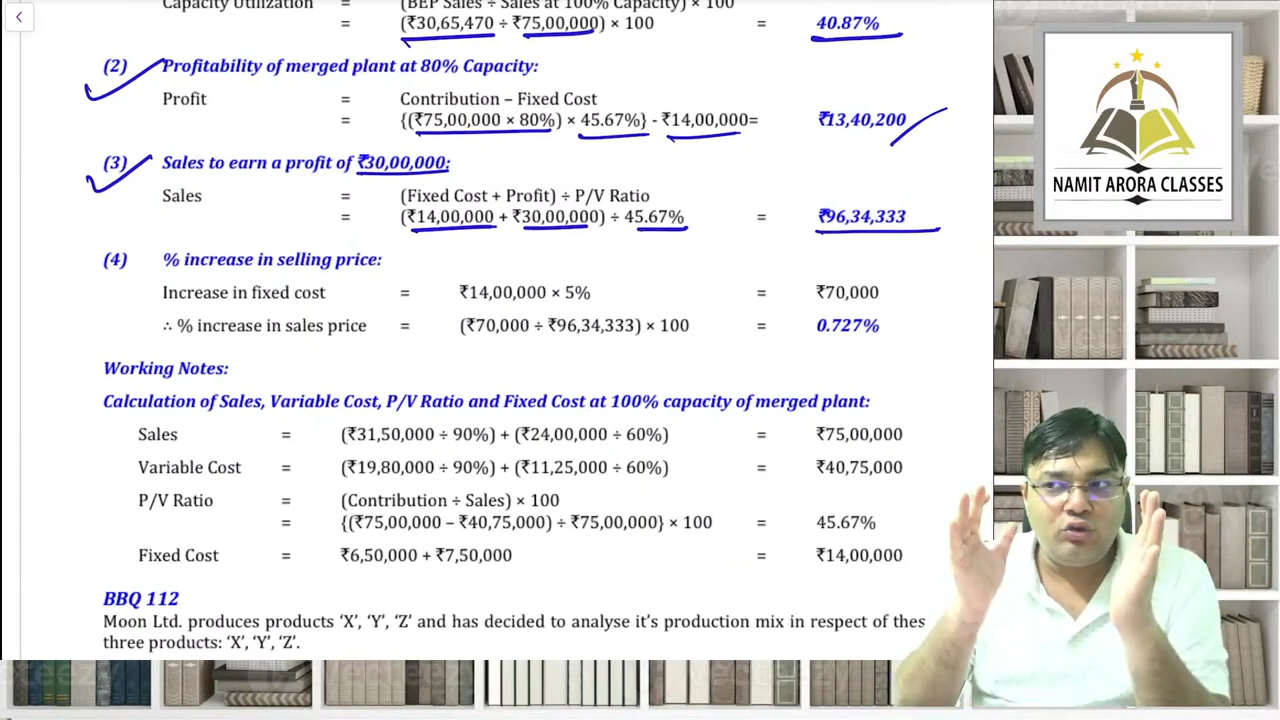 Capacity Utilization = (BEP Sales ÷ Sales at 100% Capacity) × 100
= (₹30,65,470 ÷ ₹75,00,000) × 100 = 40.87%
(2) Profitability of merged plant at 80% Capacity:
Profit = Contribution – Fixed Cost
= {(₹75,00,000 × 80%) × 45.67%} - ₹14,00,000= ₹13,40,200
(3) Sales to earn a profit of ₹30,00,000:
Sales = (Fixed Cost + Profit) ÷ P/V Ratio
= (₹14,00,000 + ₹30,00,000) ÷ 45.67% = ₹96,34,333
(4) % increase in selling price:
Increase in fixed cost = ₹14,00,000 × 5% = ₹70,000
∴ % increase in sales price = (₹70,000 ÷ ₹96,34,333) × 100 = 0.727%
Working Notes:
Calculation of Sales, Variable Cost, P/V Ratio and Fixed Cost at 100% capacity of merged plant:
Sales = (₹31,50,000 ÷ 90%) + (₹24,00,000 ÷ 60%) = ₹75,00,000
Variable Cost = (₹19,80,000 ÷ 90%) + (₹11,25,000 ÷ 60%) = ₹40,75,000
P/V Ratio = (Contribution ÷ Sales) × 100
= {(₹75,00,000 – ₹40,75,000) ÷ ₹75,00,000} × 100 = 45.67%
Fixed Cost = ₹6,50,000 + ₹7,50,000 = ₹14,00,000
BBQ 112
Moon Ltd. produces products ‘X’, ‘Y’, ‘Z’ and has decided to analyse it’s production mix in respect of thes
three products: ‘X’, ‘Y’, ‘Z’.
NAMIT ARORA CLASSES